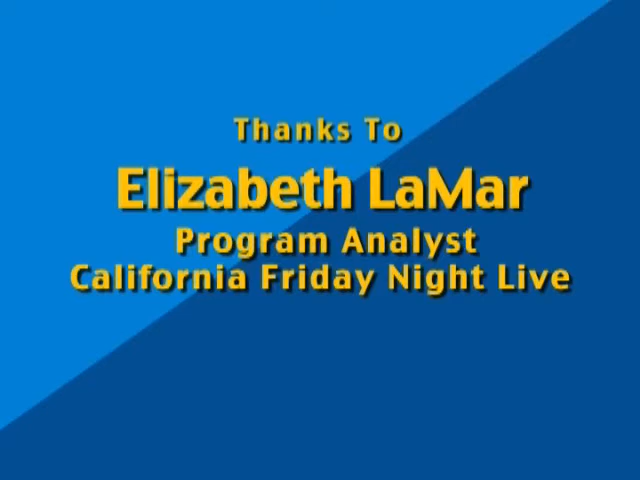 Thanks To
Elizabeth LaMar
Program Analyst
California Friday Night Live